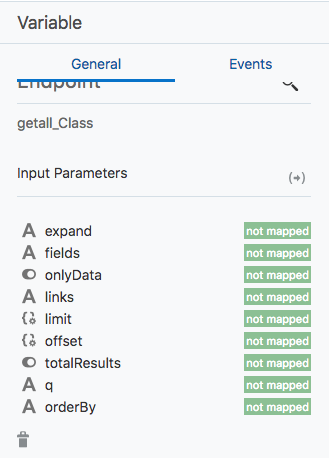 Variable
General Events
Endpoint
getall_Class
Input Parameters
A expand not mapped
A fields not mapped
onlyData not mapped
A links not mapped
limit not mapped
offset not mapped
totalResults not mapped
A q not mapped
A orderBy not mapped